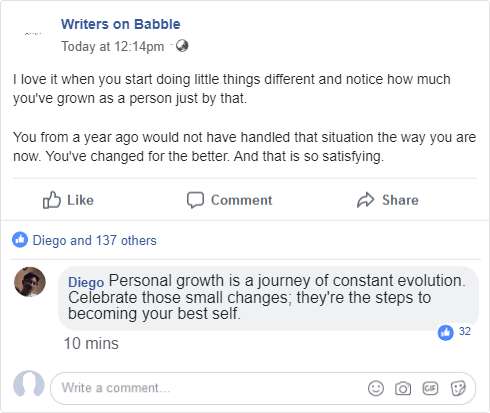 Writers on Babble
Today at 12:14pm ·
I love it when you start doing little things different and notice how much
you've grown as a person just by that.
You from a year ago would not have handled that situation the way you are
now. You've changed for the better. And that is so satisfying.
Like Comment Share
Diego and 137 others
Diego Personal growth is a journey of constant evolution.
Celebrate those small changes; they're the steps to
becoming your best self.
32
10 mins
Write a comment... GIF